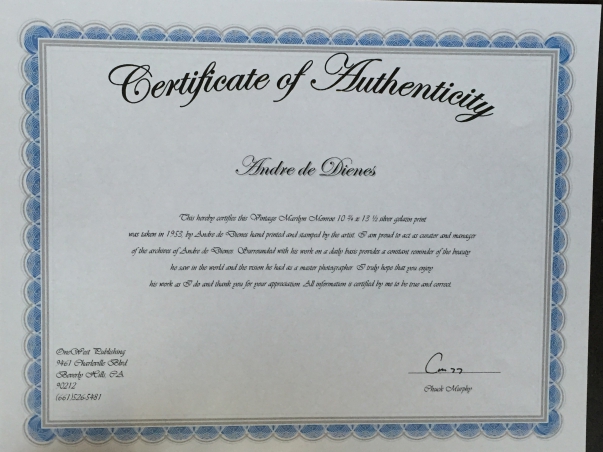 Certificate of Authenticity
Andre de Dienes
This hereby certifies this Vintage Marilyn Monroe 10 ¾ x 13 ½ silver gelatin print
was taken in 1953, by Andre de Dienes hand printed and stamped by the artist. I am proud to act as curator and manager
of the archives of Andre de Dienes. Surrounded with his work on a daily basis provides a constant reminder of the beauty
he saw in the world and the vision he had as a master photographer. I truly hope that you enjoy
his work as I do and thank you for your appreciation. All information is certified by me to be true and correct.
OneWest Publishing
9461 Charleville Blvd.
Beverly Hills, CA.
90212
(661)526-5481
Chuck Murphy